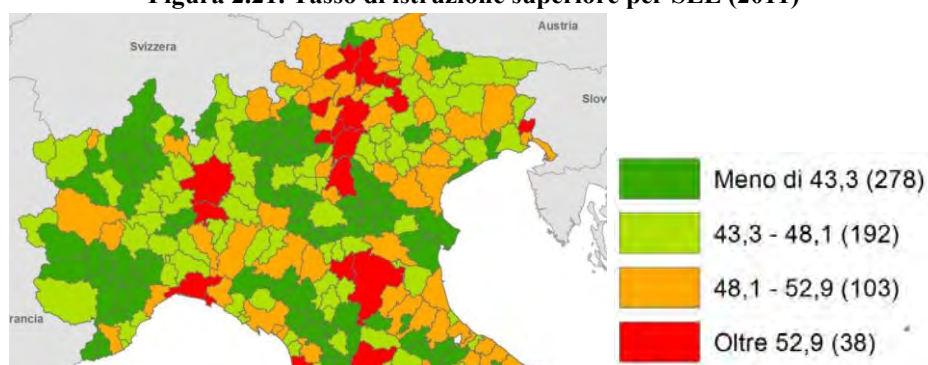 Figura 2.21. Tasso di istruzione superiore per SLL (2011)
Austria
Svizzera
Slov
rancia
Meno di 43,3 (278)
43,3 - 48,1 (192)
48,1 - 52,9 (103)
Oltre 52,9 (38)